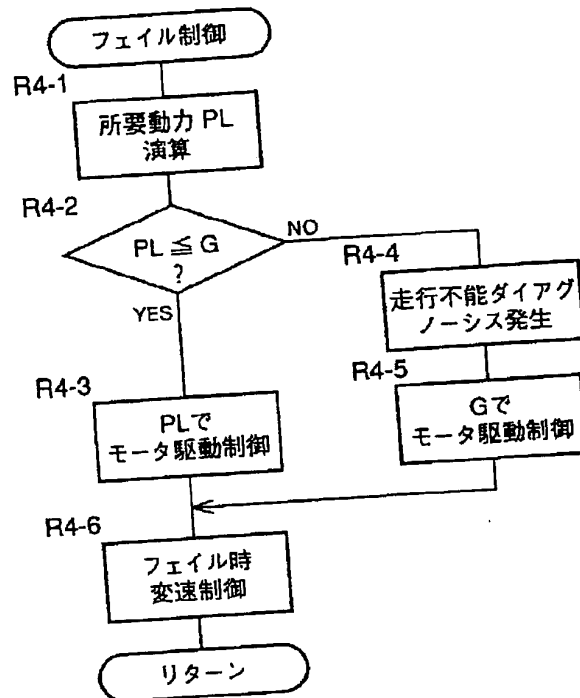 フェイル制御
R4-1
所要動力 PL
演算
R4-2
PL ≦ G
?
NO
YES
R4-4
走行不能ダイアグ
ノーシス発生
R4-5
Gで
モータ駆動制御
R4-3
PLで
モータ駆動制御
R4-6
フェイル時
変速制御
リターン